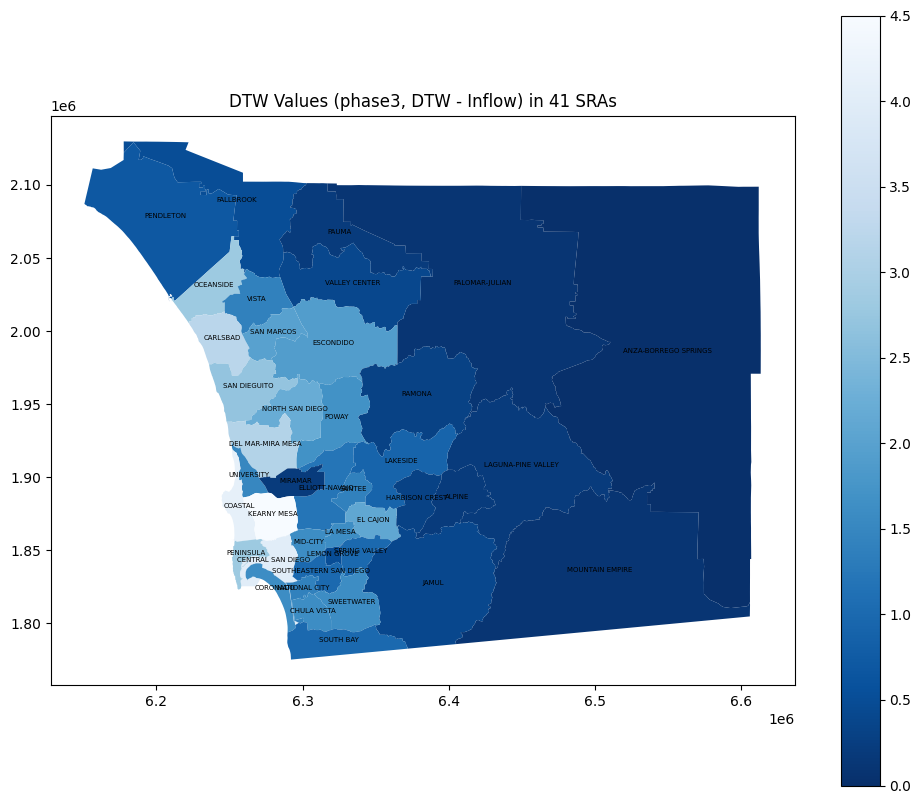 DTW Values (phase3, DTW - Inflow) in 41 SRAs
1e6
2.10
2.05
2.00
1.95
1.90
1.85
1.80
6.2
6.3
6.4
6.5
6.6
1e6
4.5
4.0
3.5
3.0
2.5
2.0
1.5
1.0
0.5
0.0
FALLBROOK
PENDLETON
PAUMA
OCEANSIDE
VALLEY CENTER
PALOMAR-JULIAN
VISTA
SAN MARCOS
CARLSBAD
ESCONDIDO
ANZA-BORREGO SPRINGS
SAN DIEGUITO
RAMONA
NORTH SAN DIEGO
POWAY
DEL MAR-MIRA MESA
LAKESIDE
LAGUNA-PINE VALLEY
UNIVERSITY
MIRAMAR
ELLIOTT-NAVAJO
SANTEE
HARBISON CREST
ALPINE
COASTAL
KEARNY MESA
EL CAJON
LA MESA
MID-CITY
PENINSULA
LEMON GROVE
SPRING VALLEY
CENTRAL SAN DIEGO
SOUTHEASTERN SAN DIEGO
MOUNTAIN EMPIRE
JAMUL
CORONADO
NATIONAL CITY
SWEETWATER
CHULA VISTA
SOUTH BAY